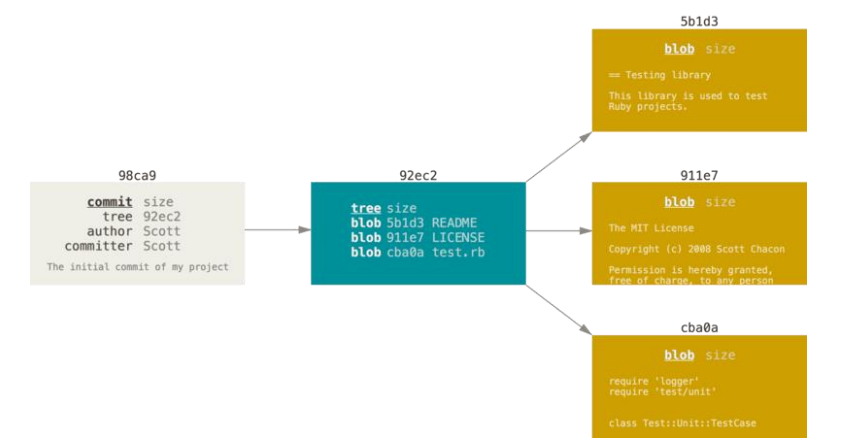 98ca9
commit size
tree 92ec2
author Scott
committer Scott
The initial commit of my project
92ec2
tree size
blob 5b1d3 README
blob 911e7 LICENSE
blob cba0a test.rb
5b1d3
blob size
== Testing library
This library is used to test
Ruby projects.
911e7
blob size
The MIT License
Copyright (c) 2008 Scott Chacon
Permission is hereby granted,
free of charge, to any person
cba0a
blob size
require 'logger'
require 'test/unit'
class Test::Unit::TestCase